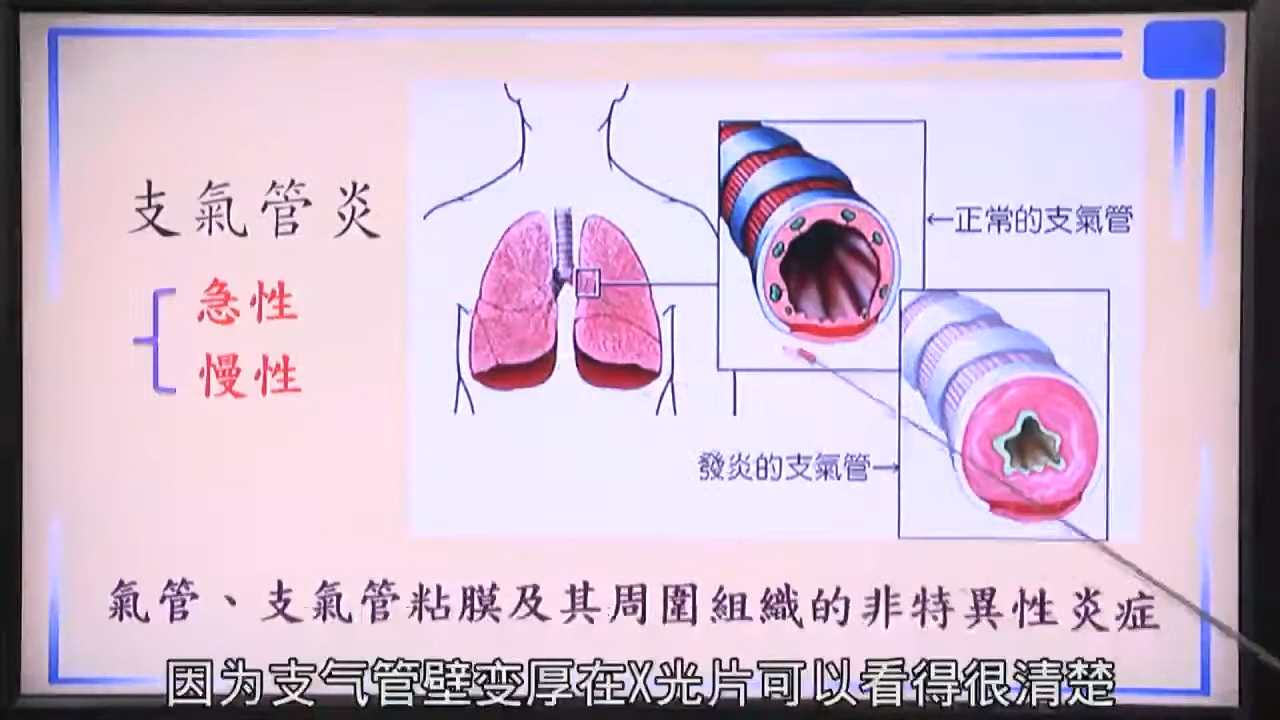 支氣管炎
急性
慢性
←正常的支氣管
發炎的支氣管→
氣管、支氣管粘膜及其周圍組織的非特異性炎症
因为支气管壁变厚在X光片可以看得很清楚